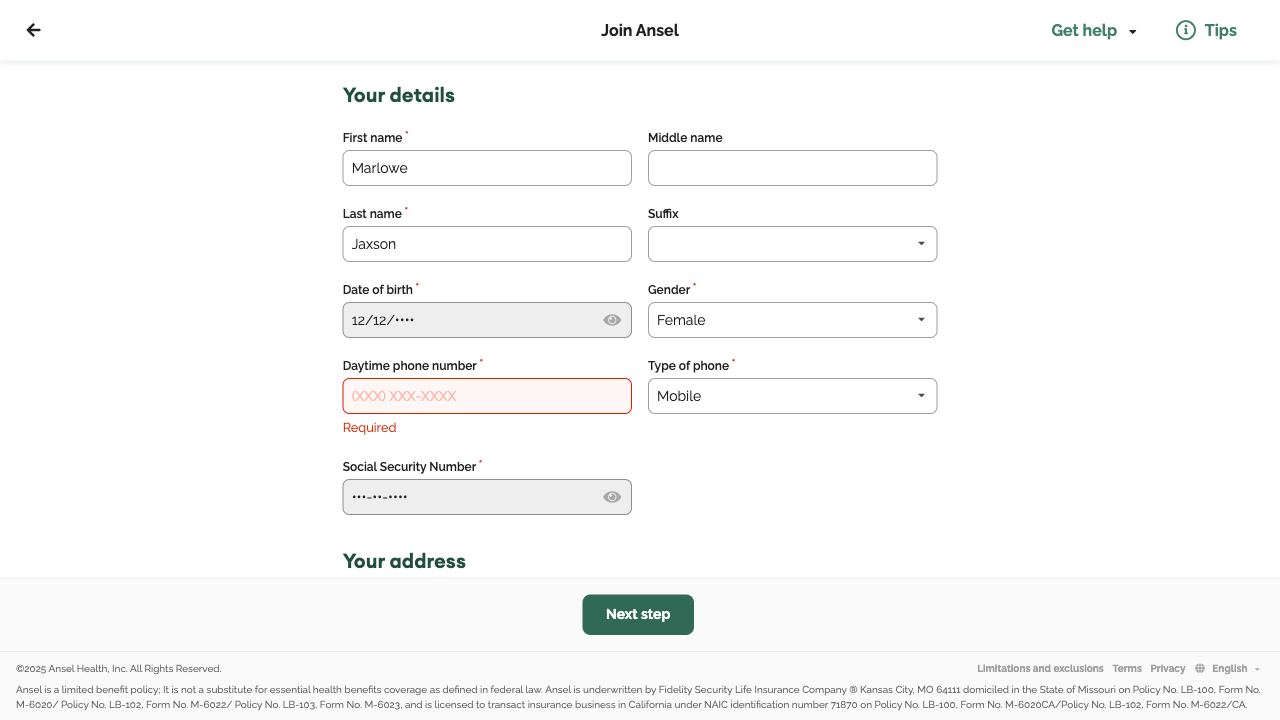 Join Ansel
Get help
Tips
Your details
First name *
Middle name
Marlowe
Last name *
Suffix
Jaxson
Date of birth *
Gender *
12/12/••••
Female
Daytime phone number *
Type of phone *
(XXX) XXX-XXXX
Mobile
Required
Social Security Number *
•••-••-••••
Your address
Next step
©2025 Ansel Health, Inc. All Rights Reserved.
Limitations and exclusions Terms Privacy English
Ansel is a limited benefit policy; It is not a substitute for essential health benefits coverage as defined in federal law. Ansel is underwritten by Fidelity Security Life Insurance Company ® Kansas City, MO 64111 domiciled in the State of Missouri on Policy No. LB-100, Form No.
M-6020/ Policy No. LB-102, Form No. M-6022/ Policy No. LB-103, Form No. M-6023, and is licensed to transact insurance business in California under NAIC identification number 71870 on Policy No. LB-100, Form No. M-6020CA/Policy No. LB-102, Form No. M-6022/CA.